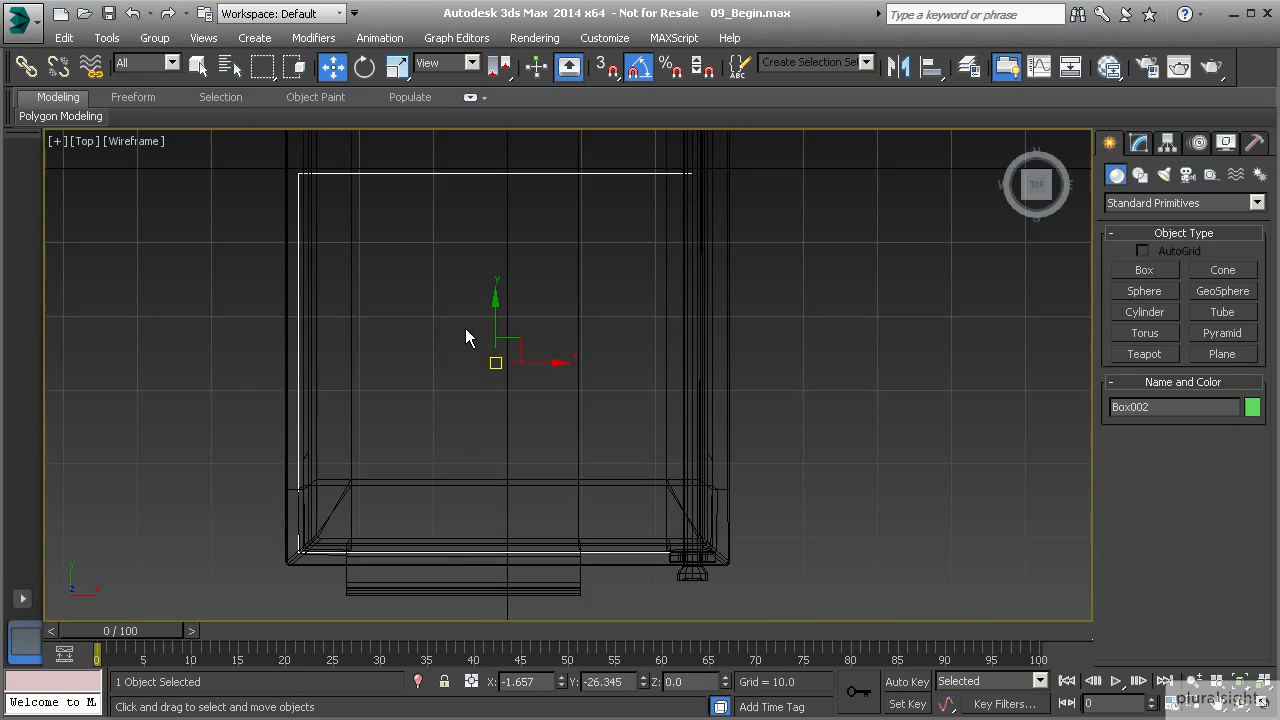 Workspace: Default
Autodesk 3ds Max 2014 x64 - Not for Resale 09_Begin.max
Type a keyword or phrase
Edit Tools Group Views Create Modifiers Animation Graph Editors Rendering Customize MAXScript Help
All View 3 Create Selection Se
Modeling Freeform Selection Object Paint Populate
Polygon Modeling
[+] [Top ] [Wireframe ]
TOP
Standard Primitives
- Object Type
AutoGrid
Box Cone
Sphere GeoSphere
Cylinder Tube
Torus Pyramid
Teapot Plane
- Name and Color
Box002
y
x
y
z x
< 0 / 100 >
0 5 10 15 20 25 30 35 40 45 50 55 60 65 70 75 80 85 90 95 100
1 Object Selected X: -1.657 Y: -26.345 Z: 0.0 Grid = 10.0 Auto Key Selected
Welcome to M Click and drag to select and move objects Add Time Tag Set Key Key Filters... 0
pluralsight